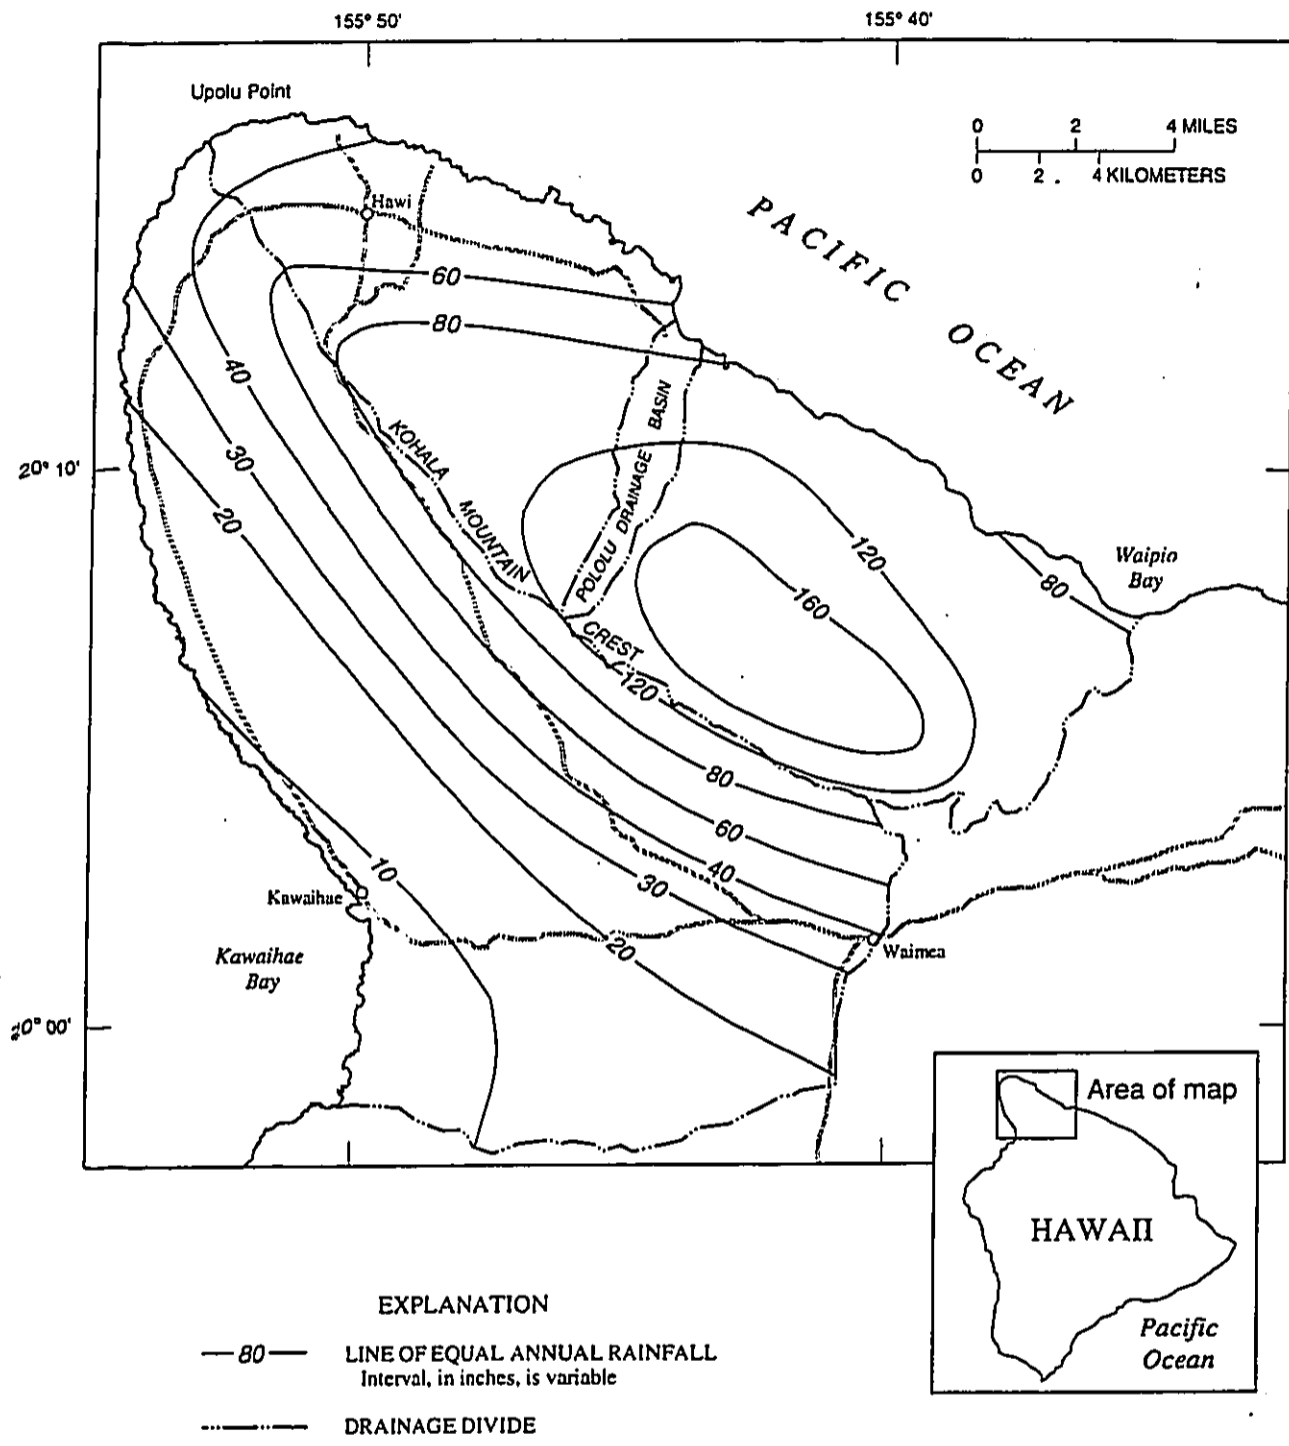 155° 50'
155° 40'
Upolu Point
0 2 4 MILES
0 2 4 KILOMETERS
Hawi
PACIFIC OCEAN
60
80
40
30
20
KOHALA MOUNTAIN CREST
POLOLU DRAINAGE BASIN
20° 10'
120
160
Waipio
Bay
80
120
80
60
40
30
20
10
Kawaihae
Waimea
Kawaihae
Bay
20° 00'
Area of map
HAWAII
Pacific
Ocean
EXPLANATION
80 LINE OF EQUAL ANNUAL RAINFALL
Interval, in inches, is variable
DRAINAGE DIVIDE